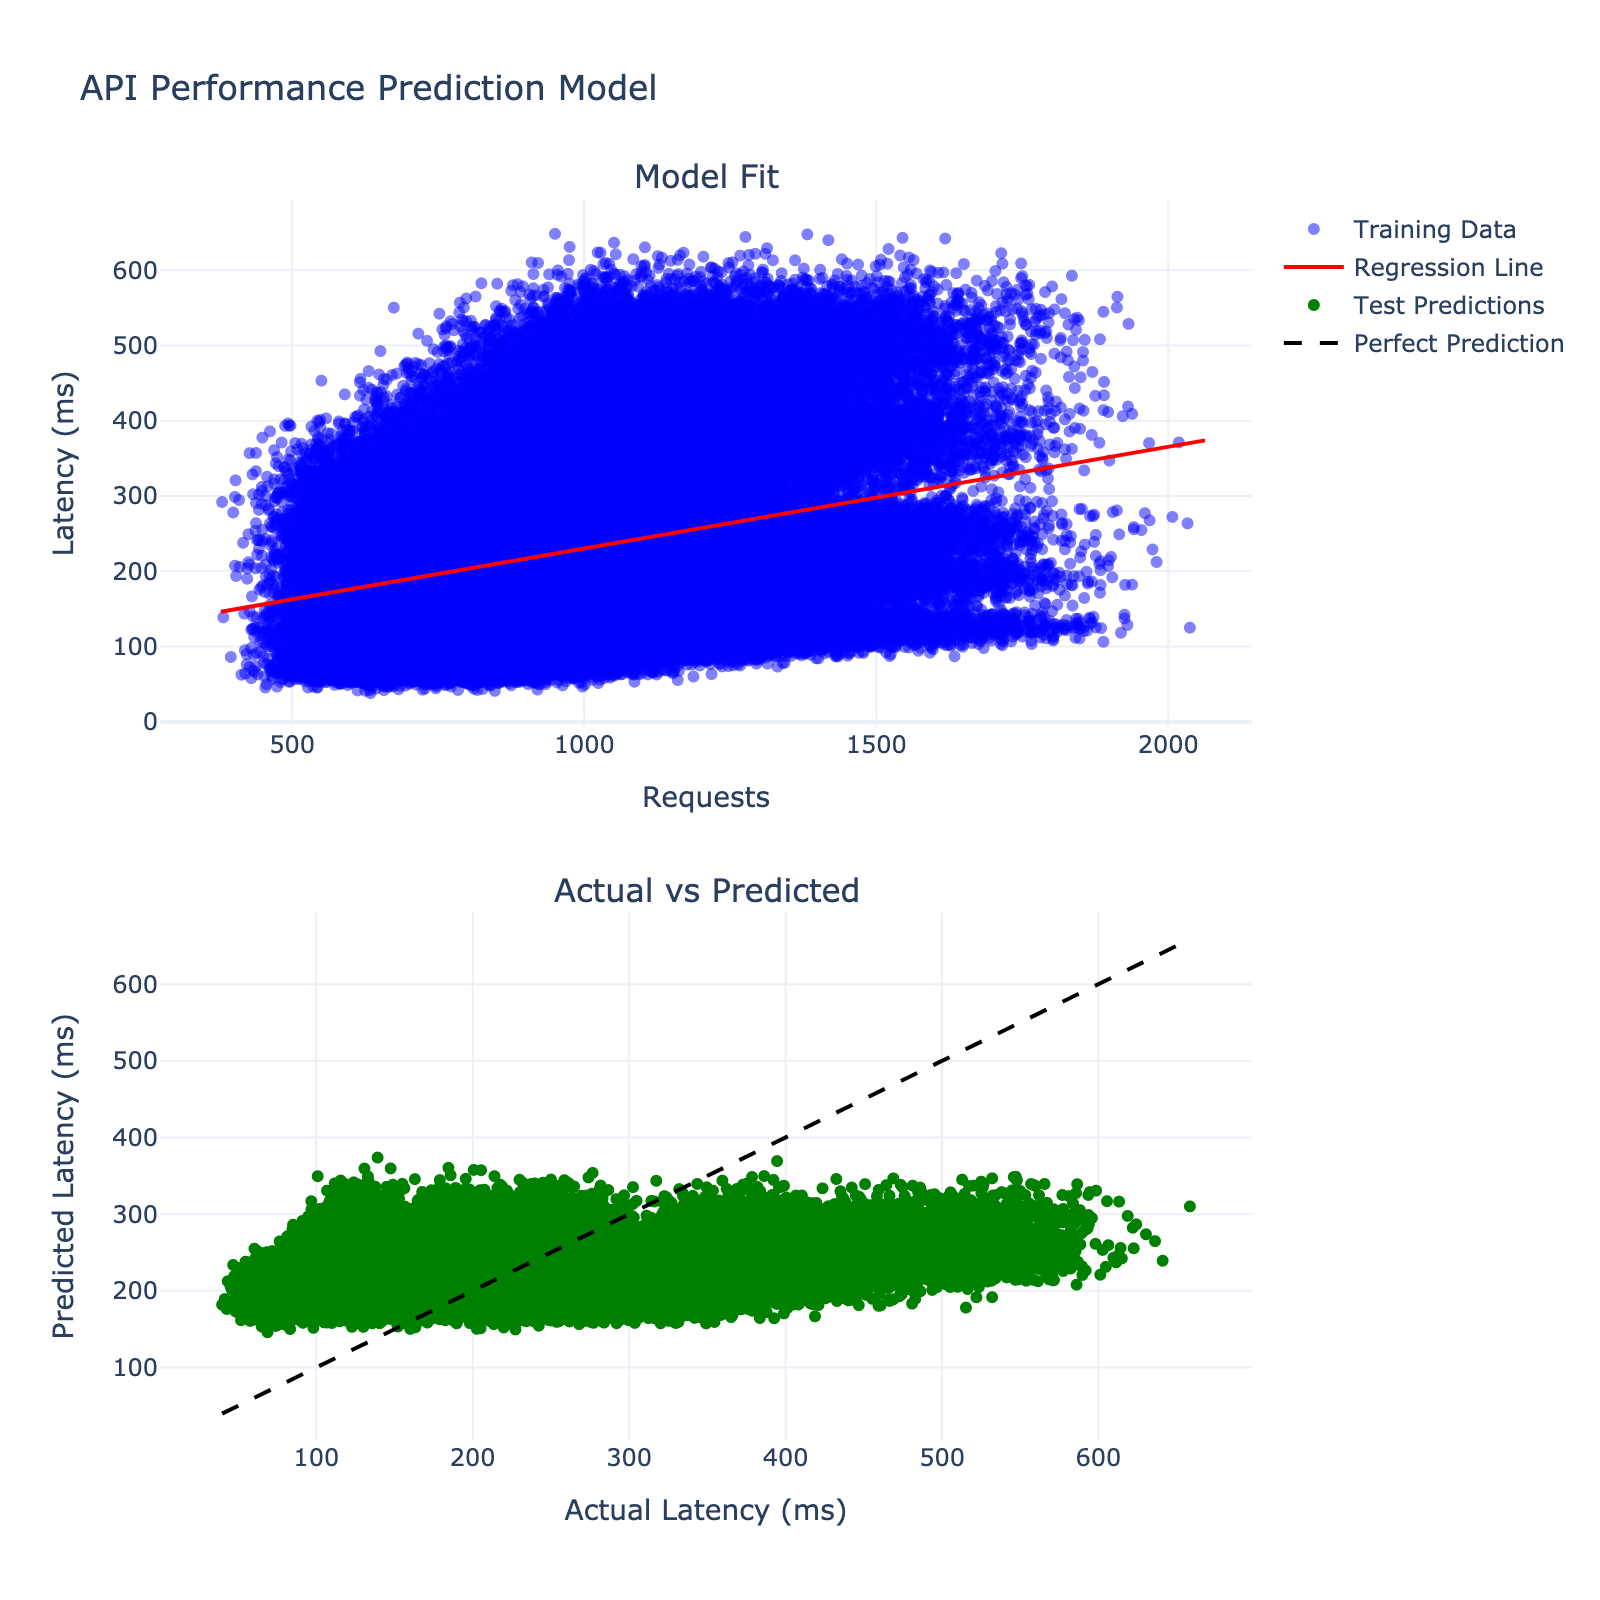 API Performance Prediction Model
Model Fit
Training Data
Regression Line
Test Predictions
Perfect Prediction
Latency (ms)
600
500
400
300
200
100
0
500 1000 1500 2000
Requests
Actual vs Predicted
Predicted Latency (ms)
600
500
400
300
200
100
100 200 300 400 500 600
Actual Latency (ms)